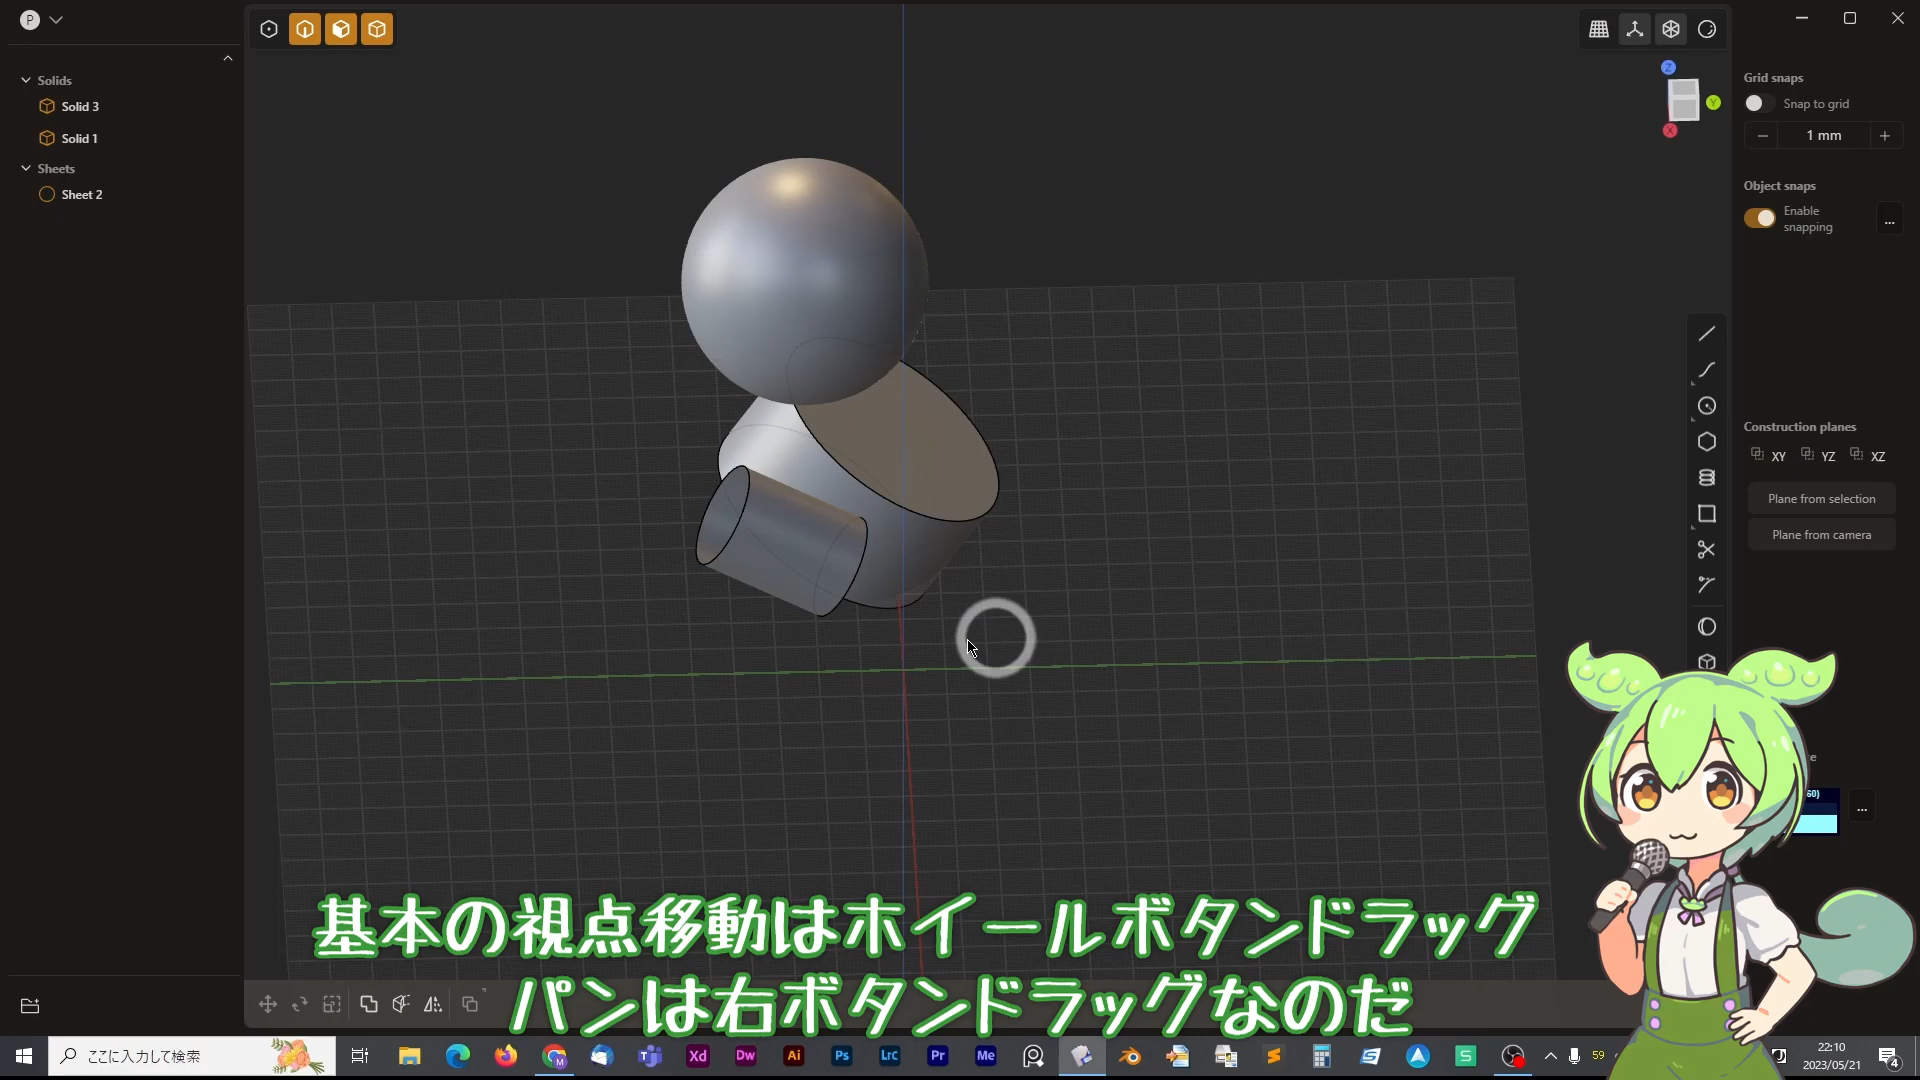 P
Solids
Solid 3
Solid 1
Sheets
Sheet 2
Z
Y
X
Grid snaps
Snap to grid
1 mm
Object snaps
Enable
snapping
...
Construction planes
XY
YZ
XZ
Plane from selection
Plane from camera
...
基本の視点移動はホイールボタンドラッグ
パンは右ボタンドラッグなのだ
ここに入力して検索
Xd
Dw
Ai
Ps
LrC
Pr
Me
S
59
22:10
2023/05/21
4